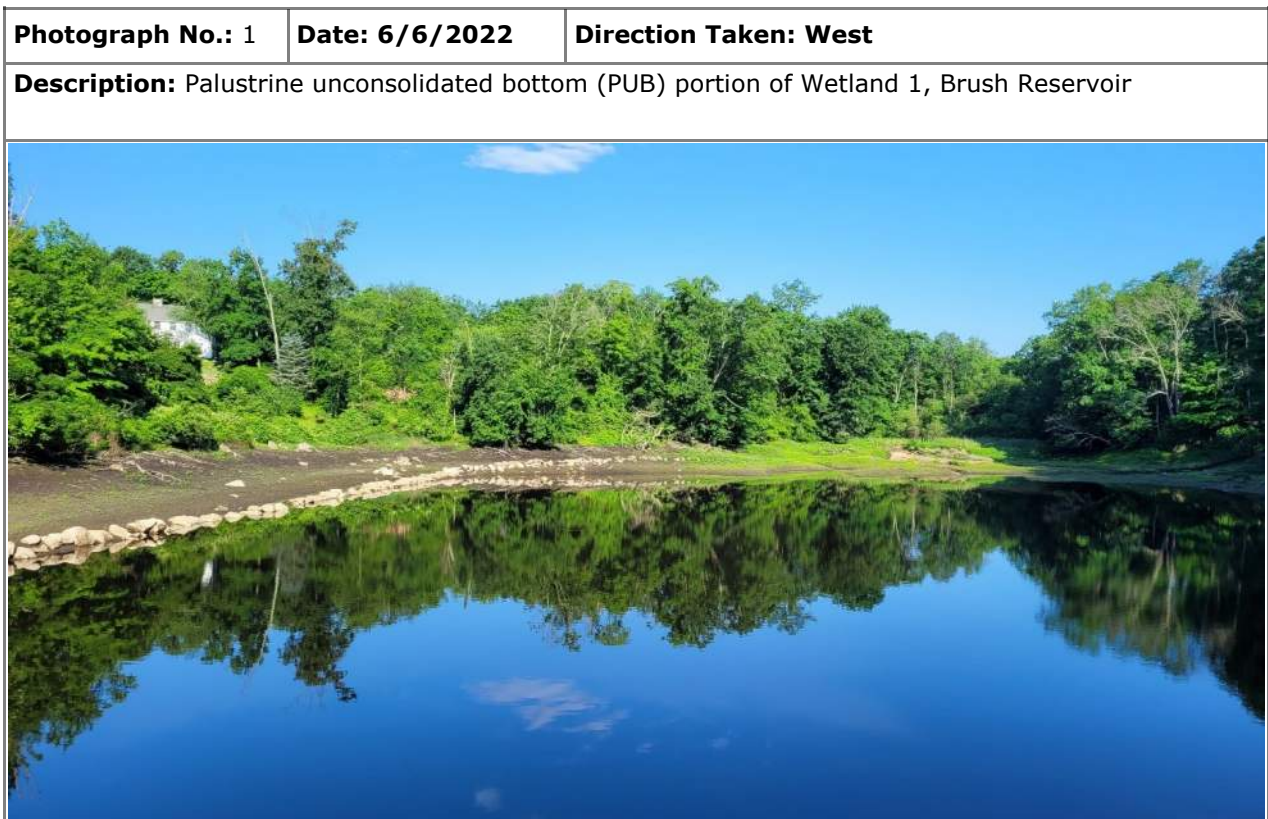 Photograph No.: 1 Date: 6/6/2022 Direction Taken: West
Description: Palustrine unconsolidated bottom (PUB) portion of Wetland 1, Brush Reservoir